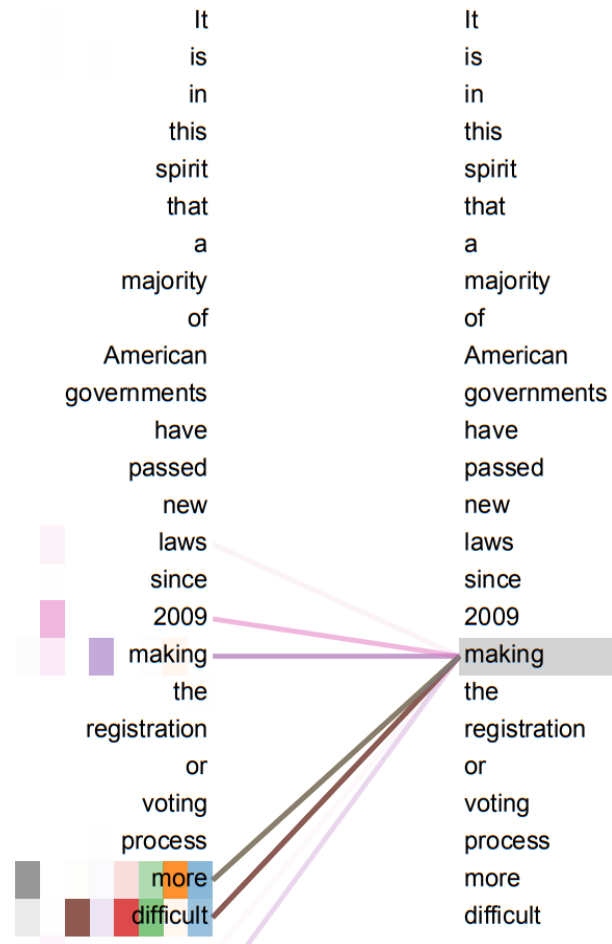 It It
is is
in in
this this
spirit spirit
that that
a a
majority majority
of of
American American
governments governments
have have
passed passed
new new
laws laws
since since
2009 2009
making making
the the
registration registration
or or
voting voting
process process
more more
difficult difficult